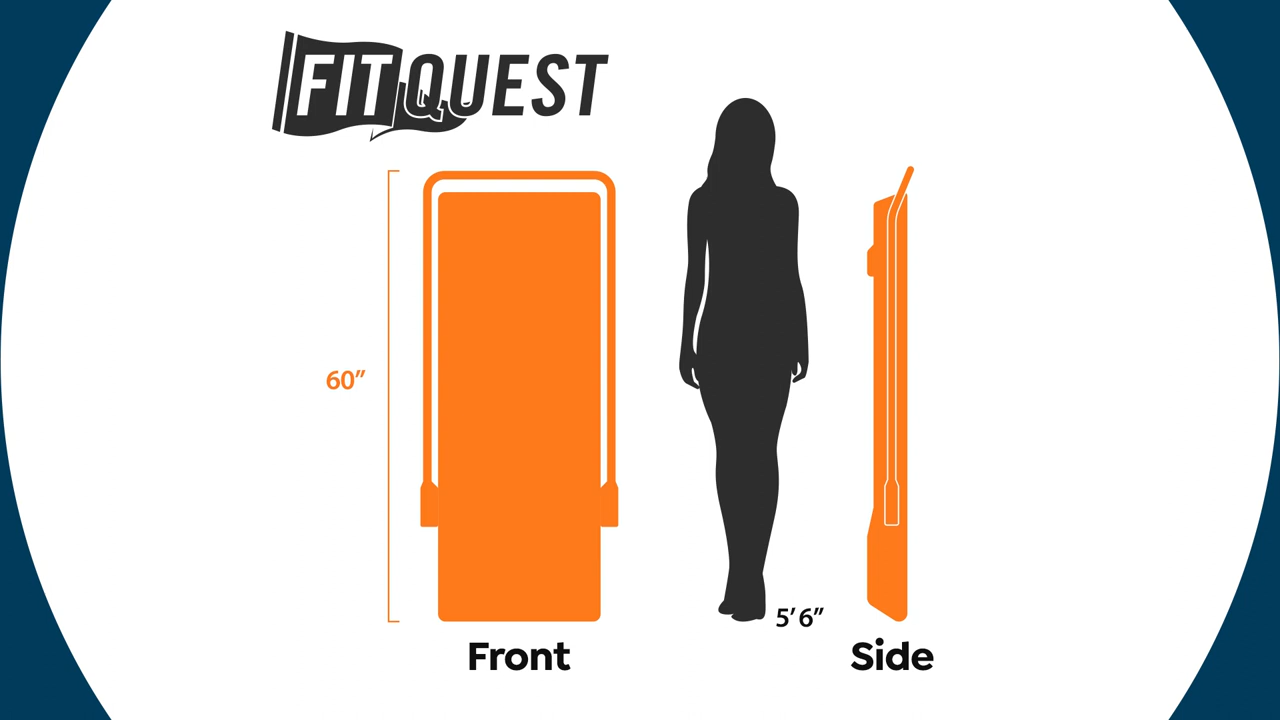 FITQUEST
60”
5’ 6”
Front
Side